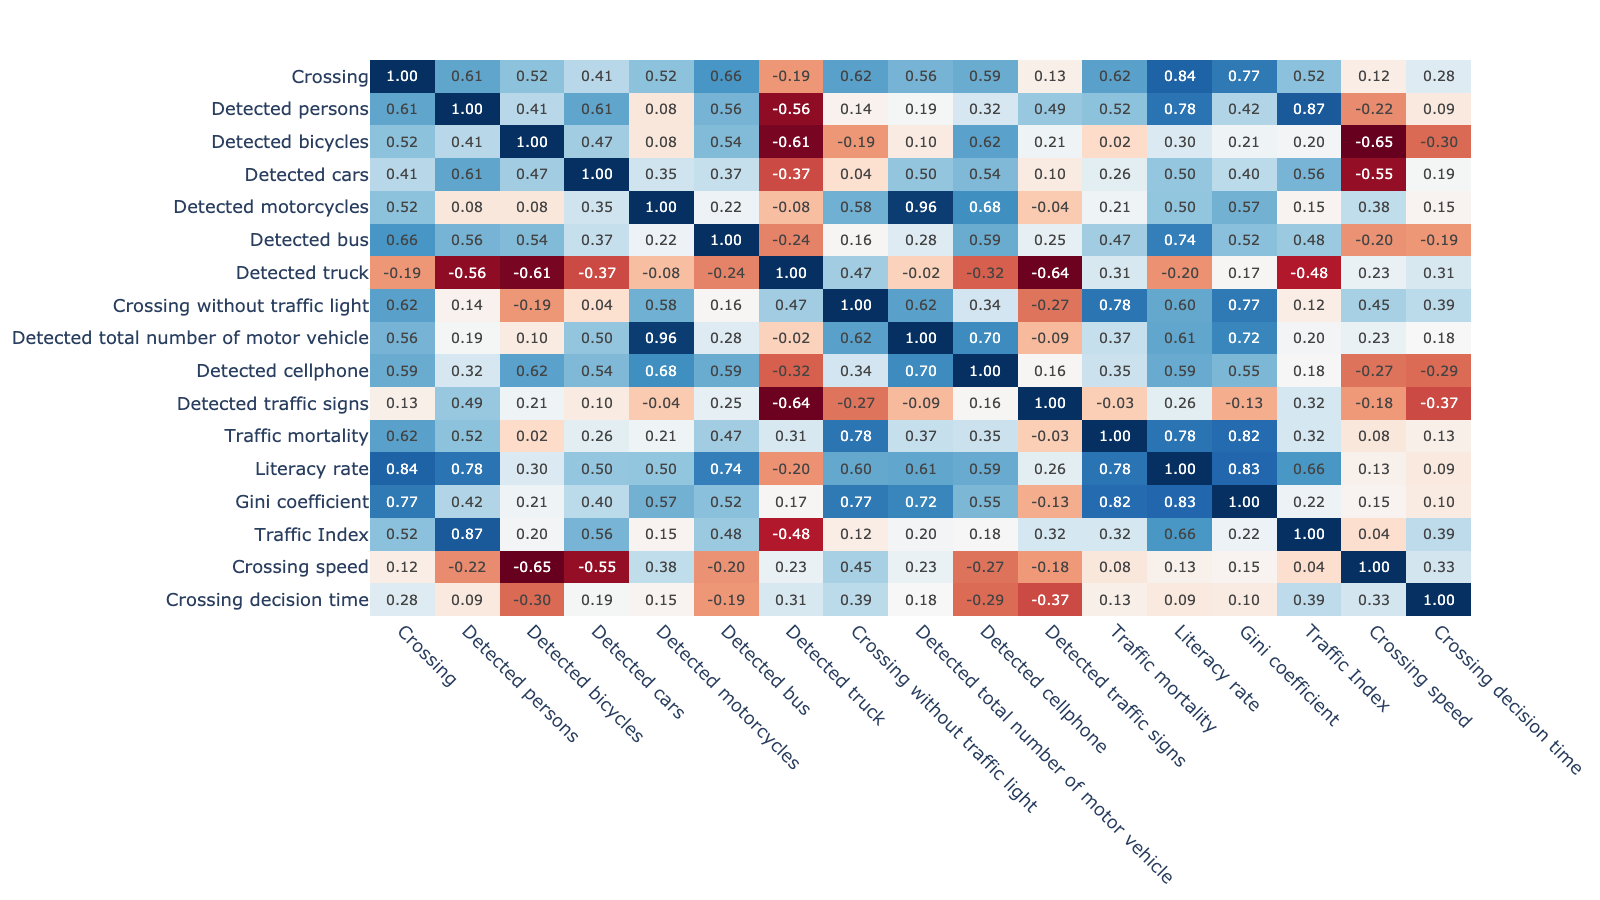 Crossing 1.00 0.61 0.52 0.41 0.52 0.66 -0.19 0.62 0.56 0.59 0.13 0.62 0.84 0.77 0.52 0.12 0.28
Detected persons 0.61 1.00 0.41 0.61 0.08 0.56 -0.56 0.14 0.19 0.32 0.49 0.52 0.78 0.42 0.87 -0.22 0.09
Detected bicycles 0.52 0.41 1.00 0.47 0.08 0.54 -0.61 -0.19 0.10 0.62 0.21 0.02 0.30 0.21 0.20 -0.65 -0.30
Detected cars 0.41 0.61 0.47 1.00 0.35 0.37 -0.37 0.04 0.50 0.54 0.10 0.26 0.50 0.40 0.56 -0.55 0.19
Detected motorcycles 0.52 0.08 0.08 0.35 1.00 0.22 -0.08 0.58 0.96 0.68 -0.04 0.21 0.50 0.57 0.15 0.38 0.15
Detected bus 0.66 0.56 0.54 0.37 0.22 1.00 -0.24 0.16 0.28 0.59 0.25 0.47 0.74 0.52 0.48 -0.20 -0.19
Detected truck -0.19 -0.56 -0.61 -0.37 -0.08 -0.24 1.00 0.47 -0.02 -0.32 -0.64 0.31 -0.20 0.17 -0.48 0.23 0.31
Crossing without traffic light 0.62 0.14 -0.19 0.04 0.58 0.16 0.47 1.00 0.62 0.34 -0.27 0.78 0.60 0.77 0.12 0.45 0.39
Detected total number of motor vehicle 0.56 0.19 0.10 0.50 0.96 0.28 -0.02 0.62 1.00 0.70 -0.09 0.37 0.61 0.72 0.20 0.23 0.18
Detected cellphone 0.59 0.32 0.62 0.54 0.68 0.59 -0.32 0.34 0.70 1.00 0.16 0.35 0.59 0.55 0.18 -0.27 -0.29
Detected traffic signs 0.13 0.49 0.21 0.10 -0.04 0.25 -0.64 -0.27 -0.09 0.16 1.00 -0.03 0.26 -0.13 0.32 -0.18 -0.37
Traffic mortality 0.62 0.52 0.02 0.26 0.21 0.47 0.31 0.78 0.37 0.35 -0.03 1.00 0.78 0.82 0.32 0.08 0.13
Literacy rate 0.84 0.78 0.30 0.50 0.50 0.74 -0.20 0.60 0.61 0.59 0.26 0.78 1.00 0.83 0.66 0.13 0.09
Gini coefficient 0.77 0.42 0.21 0.40 0.57 0.52 0.17 0.77 0.72 0.55 -0.13 0.82 0.83 1.00 0.22 0.15 0.10
Traffic Index 0.52 0.87 0.20 0.56 0.15 0.48 -0.48 0.12 0.20 0.18 0.32 0.32 0.66 0.22 1.00 0.04 0.39
Crossing speed 0.12 -0.22 -0.65 -0.55 0.38 -0.20 0.23 0.45 0.23 -0.27 -0.18 0.08 0.13 0.15 0.04 1.00 0.33
Crossing decision time 0.28 0.09 -0.30 0.19 0.15 -0.19 0.31 0.39 0.18 -0.29 -0.37 0.13 0.09 0.10 0.39 0.33 1.00
Crossing
Detected persons
Detected bicycles
Detected cars
Detected motorcycles
Detected bus
Detected truck
Crossing without traffic light
Detected total number of motor vehicle
Detected cellphone
Detected traffic signs
Traffic mortality
Literacy rate
Gini coefficient
Traffic Index
Crossing speed
Crossing decision time